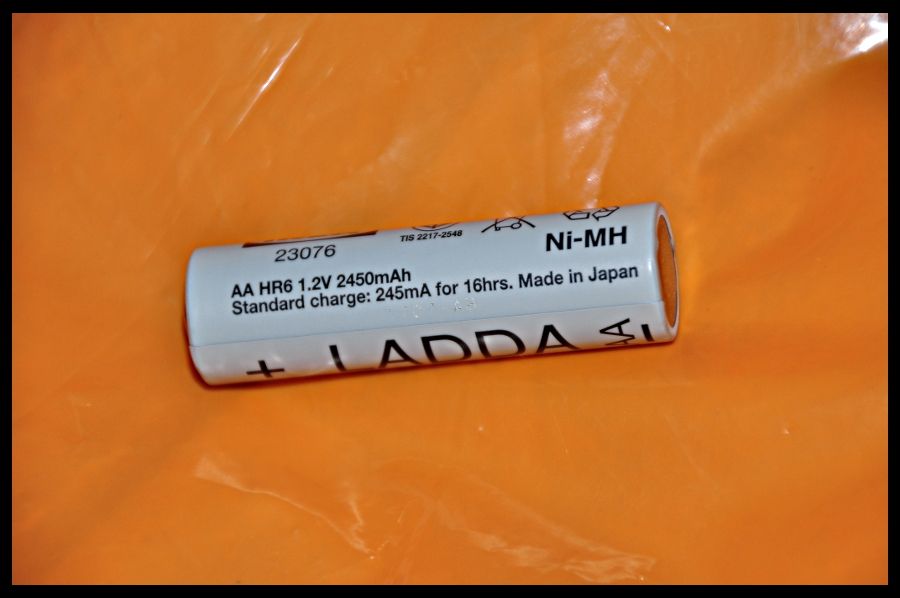 23076
TIS 2217-2548
Ni-MH
AA HR6 1.2V 2450mAh
Standard charge: 245mA for 16hrs. Made in Japan
+ LADDA AA